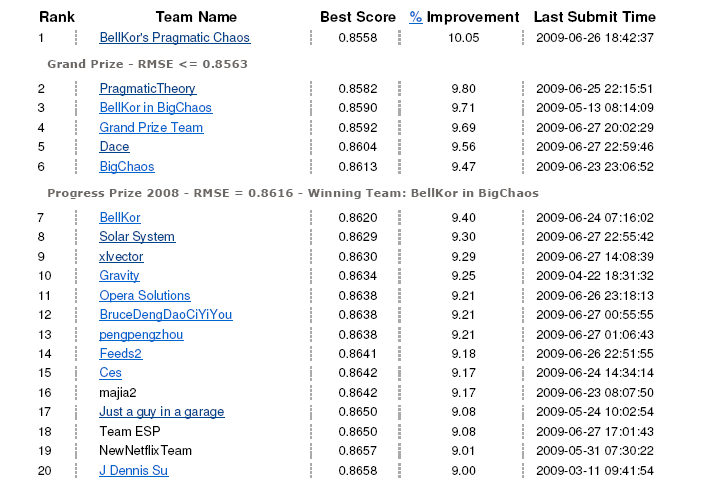 Rank Team Name Best Score % Improvement Last Submit Time
1 BellKor's Pragmatic Chaos 0.8558 10.05 2009-06-26 18:42:37
Grand Prize - RMSE <= 0.8563
2 PragmaticTheory 0.8582 9.80 2009-06-25 22:15:51
3 BellKor in BigChaos 0.8590 9.71 2009-05-13 08:14:09
4 Grand Prize Team 0.8592 9.69 2009-06-27 20:02:29
5 Dace 0.8604 9.56 2009-06-27 22:59:46
6 BigChaos 0.8613 9.47 2009-06-23 23:06:52
Progress Prize 2008 - RMSE = 0.8616 - Winning Team: BellKor in BigChaos
7 BellKor 0.8620 9.40 2009-06-24 07:16:02
8 Solar System 0.8629 9.30 2009-06-27 22:55:42
9 xlvector 0.8630 9.29 2009-06-27 14:08:39
10 Gravity 0.8634 9.25 2009-04-22 18:31:32
11 Opera Solutions 0.8638 9.21 2009-06-26 23:18:13
12 BruceDengDaoCiYiYou 0.8638 9.21 2009-06-27 00:55:55
13 pengpengzhou 0.8638 9.21 2009-06-27 01:06:43
14 Feeds2 0.8641 9.18 2009-06-26 22:51:55
15 Ces 0.8642 9.17 2009-06-24 14:34:14
16 majia2 0.8642 9.17 2009-06-23 08:07:50
17 Just a guy in a garage 0.8650 9.08 2009-05-24 10:02:54
18 Team ESP 0.8650 9.08 2009-06-27 17:01:43
19 NewNetflixTeam 0.8657 9.01 2009-05-31 07:30:22
20 J Dennis Su 0.8658 9.00 2009-03-11 09:41:54